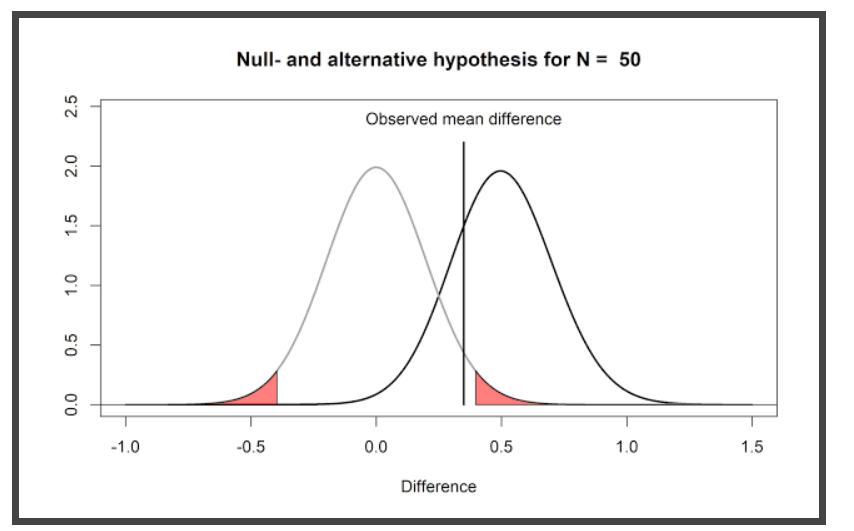 Null- and alternative hypothesis for N =  50
Observed mean difference
2.5
2.0
1.5
1.0
0.5
0.0
-1.0 -0.5 0.0 0.5 1.0 1.5
Difference